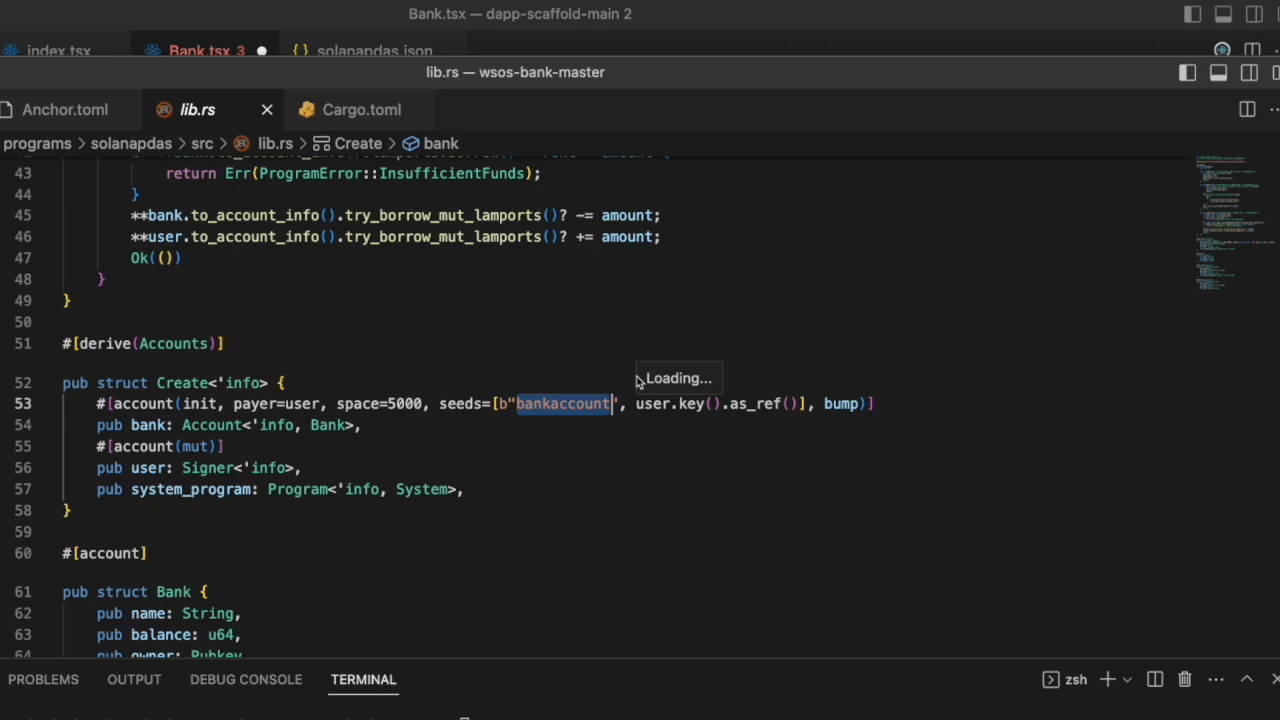 Bank.tsx — dapp-scaffold-main 2
index.tsx Bank.tsx 3 { } solanapdas.json
lib.rs — wsos-bank-master
Anchor.toml lib.rs Cargo.toml
programs > solanapdas > src > lib.rs > Create > bank
43 return Err(ProgramError::InsufficientFunds);
44 }
45 **bank.to_account_info().try_borrow_mut_lamports()? -= amount;
46 **user.to_account_info().try_borrow_mut_lamports()? += amount;
47 Ok(())
48 }
49 }
50
51 #[derive(Accounts)]
Loading...
52 pub struct Create<'info> {
53 #[account(init, payer=user, space=5000, seeds=[b"bankaccount", user.key().as_ref()], bump)]
54 pub bank: Account<'info, Bank>,
55 #[account(mut)]
56 pub user: Signer<'info>,
57 pub system_program: Program<'info, System>,
58 }
59
60 #[account]
61 pub struct Bank {
62 pub name: String,
63 pub balance: u64,
64 pub owner: Pubkey
PROBLEMS OUTPUT DEBUG CONSOLE TERMINAL zsh